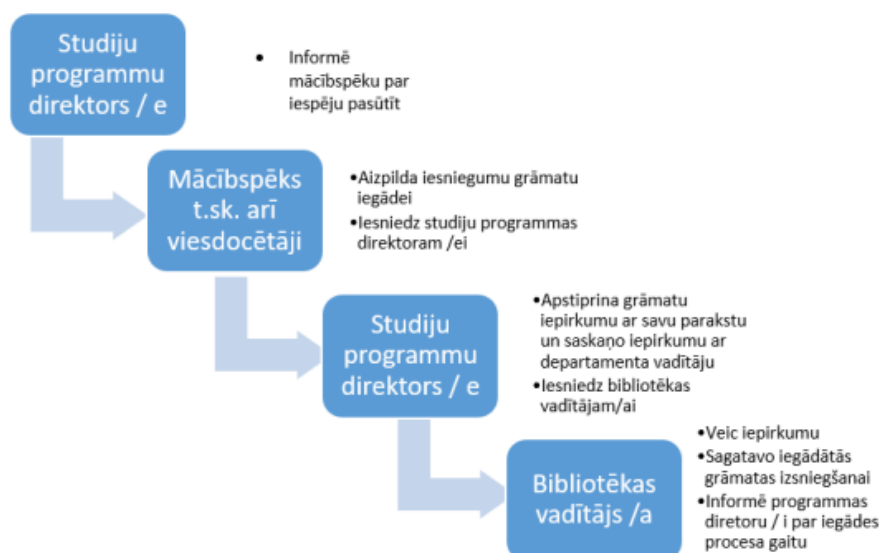 Studiju
programmu
direktors / e
• Informē
mācībspēku par
iespēju pasūtīt
Mācībspēks
t.sk. arī
viesdocētāji
•Aizpilda iesniegumu grāmatu
iegādei
•Iesniedz studiju programmas
direktoram /ei
Studiju
programmu
direktors / e
•Apstiprina grāmatu
iepirkumu ar savu parakstu
un saskaņo iepirkumu ar
departamenta vadītāju
•Iesniedz bibliotēkas
vadītājam/ai
Bibliotēkas
vadītājs /a
•Veic iepirkumu
•Sagatavo iegādātās
grāmatas izsniegšanai
•Informē programmas
diretoru / i par iegādes
procesa gaitu